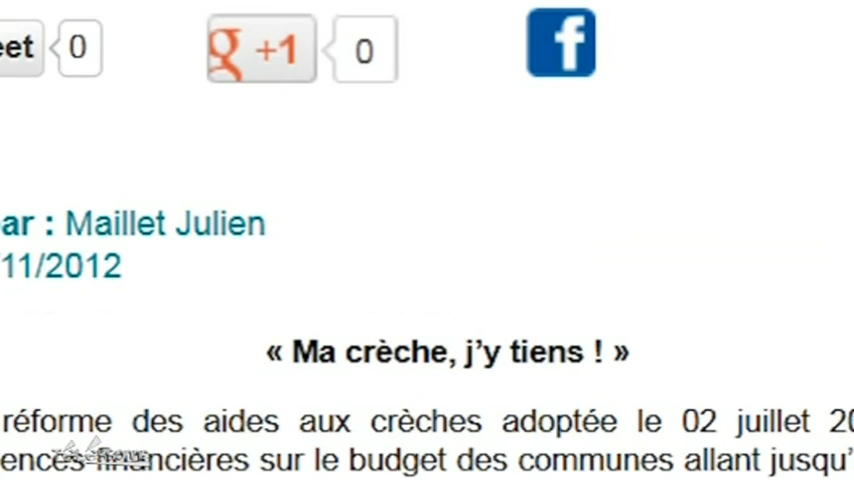 eet 0 g +1 0 f
ar : Maillet Julien
/11/2012
« Ma crèche, j'y tiens ! »
réforme des aides aux crèches adoptée le 02 juillet 20
ences financières sur le budget des communes allant jusqu'